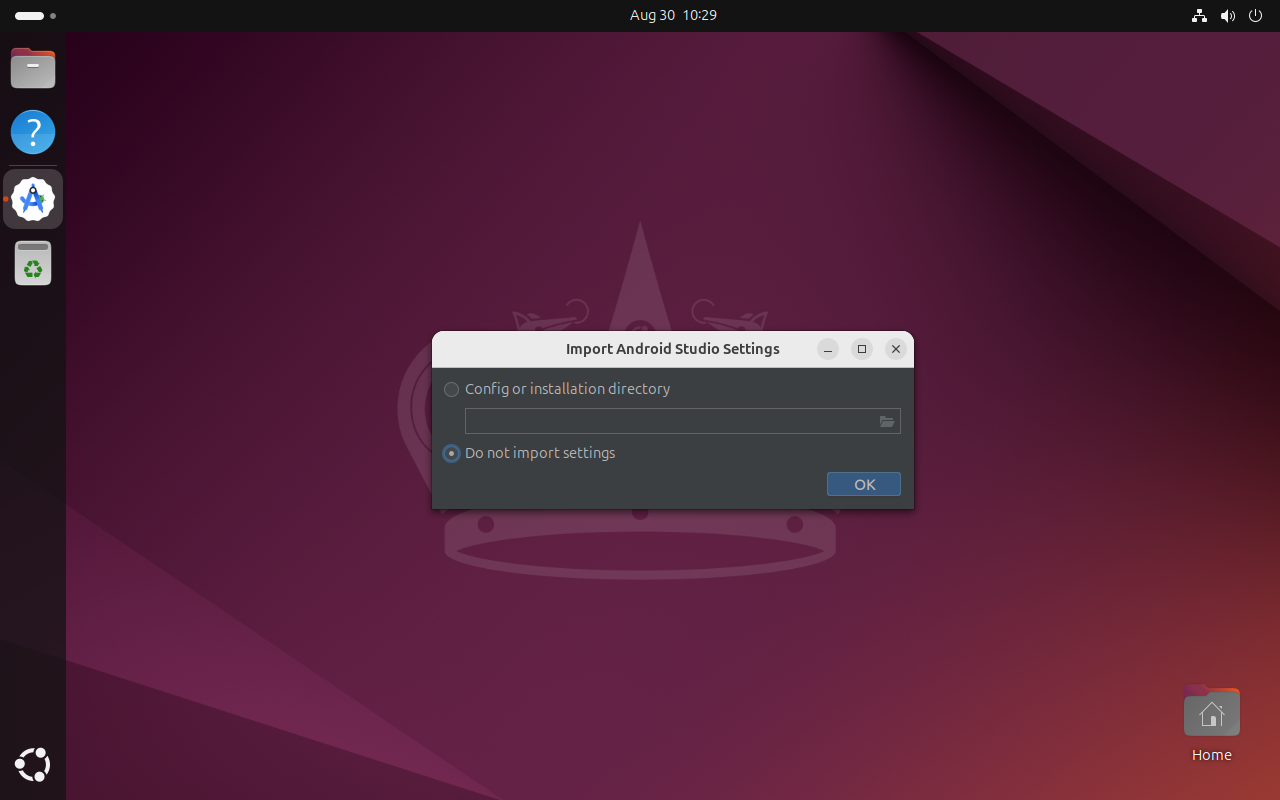 Aug 30 10:29
Import Android Studio Settings
Config or installation directory
Do not import settings
OK
Home